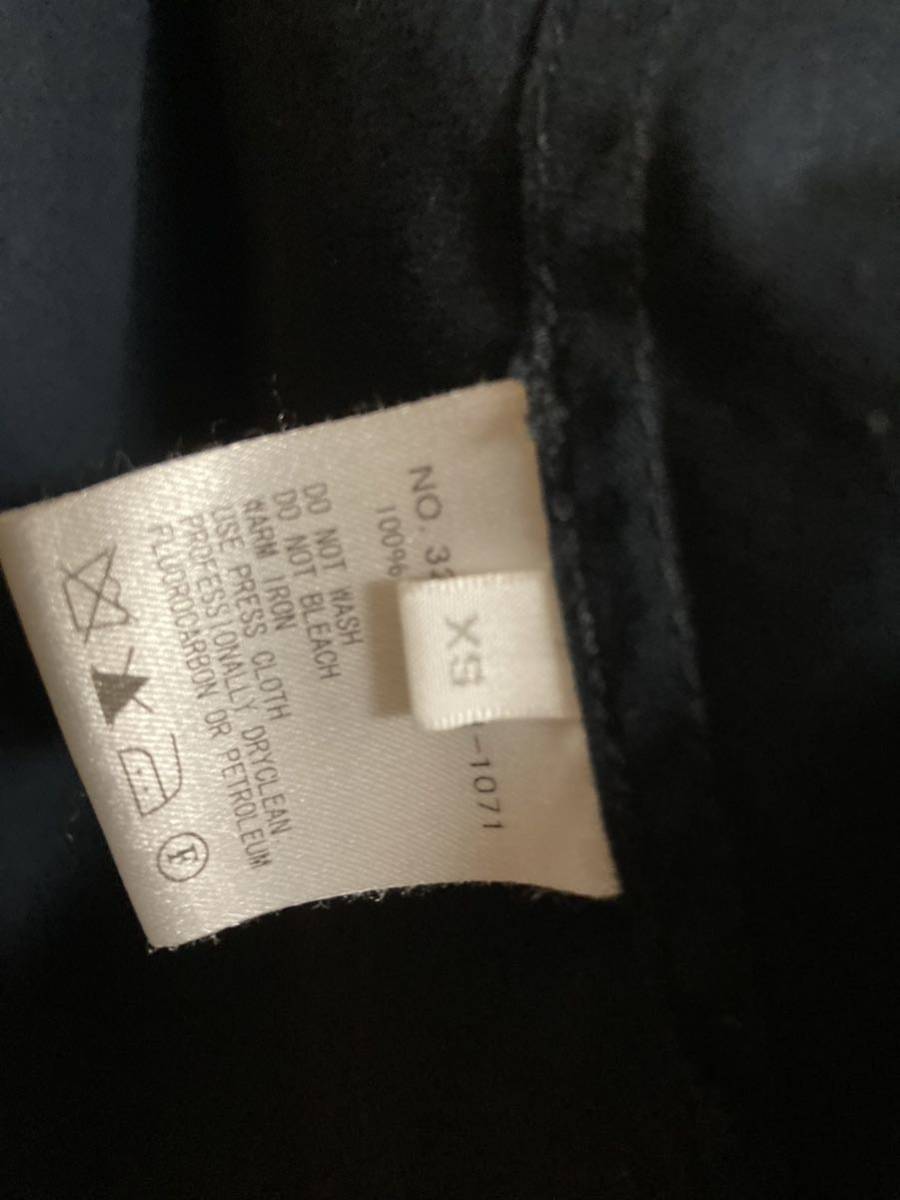 NO. 3
-1071
100%
XS
DO NOT WASH
DO NOT BLEACH
WARM IRON
USE PRESS CLOTH
PROFESSIONALLY DRYCLEAN
FLUOROCARBON OR PETROLEUM
F